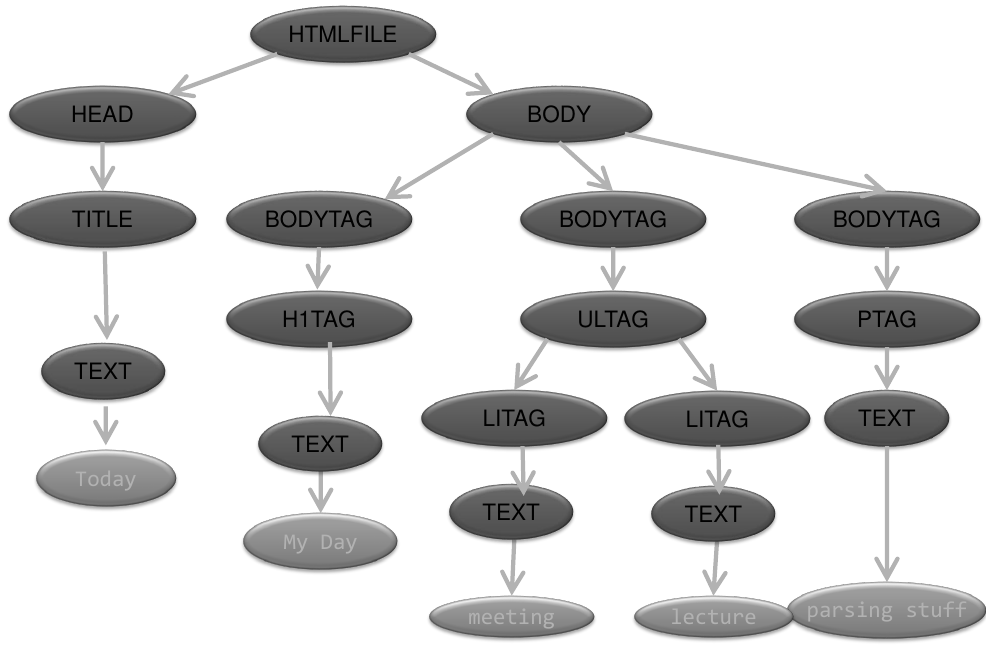 HTMLFILE
HEAD
BODY
TITLE
BODYTAG
BODYTAG
BODYTAG
H1TAG
ULTAG
PTAG
TEXT
LITAG
LITAG
TEXT
TEXT
Today
TEXT
TEXT
My Day
meeting
lecture
parsing stuff